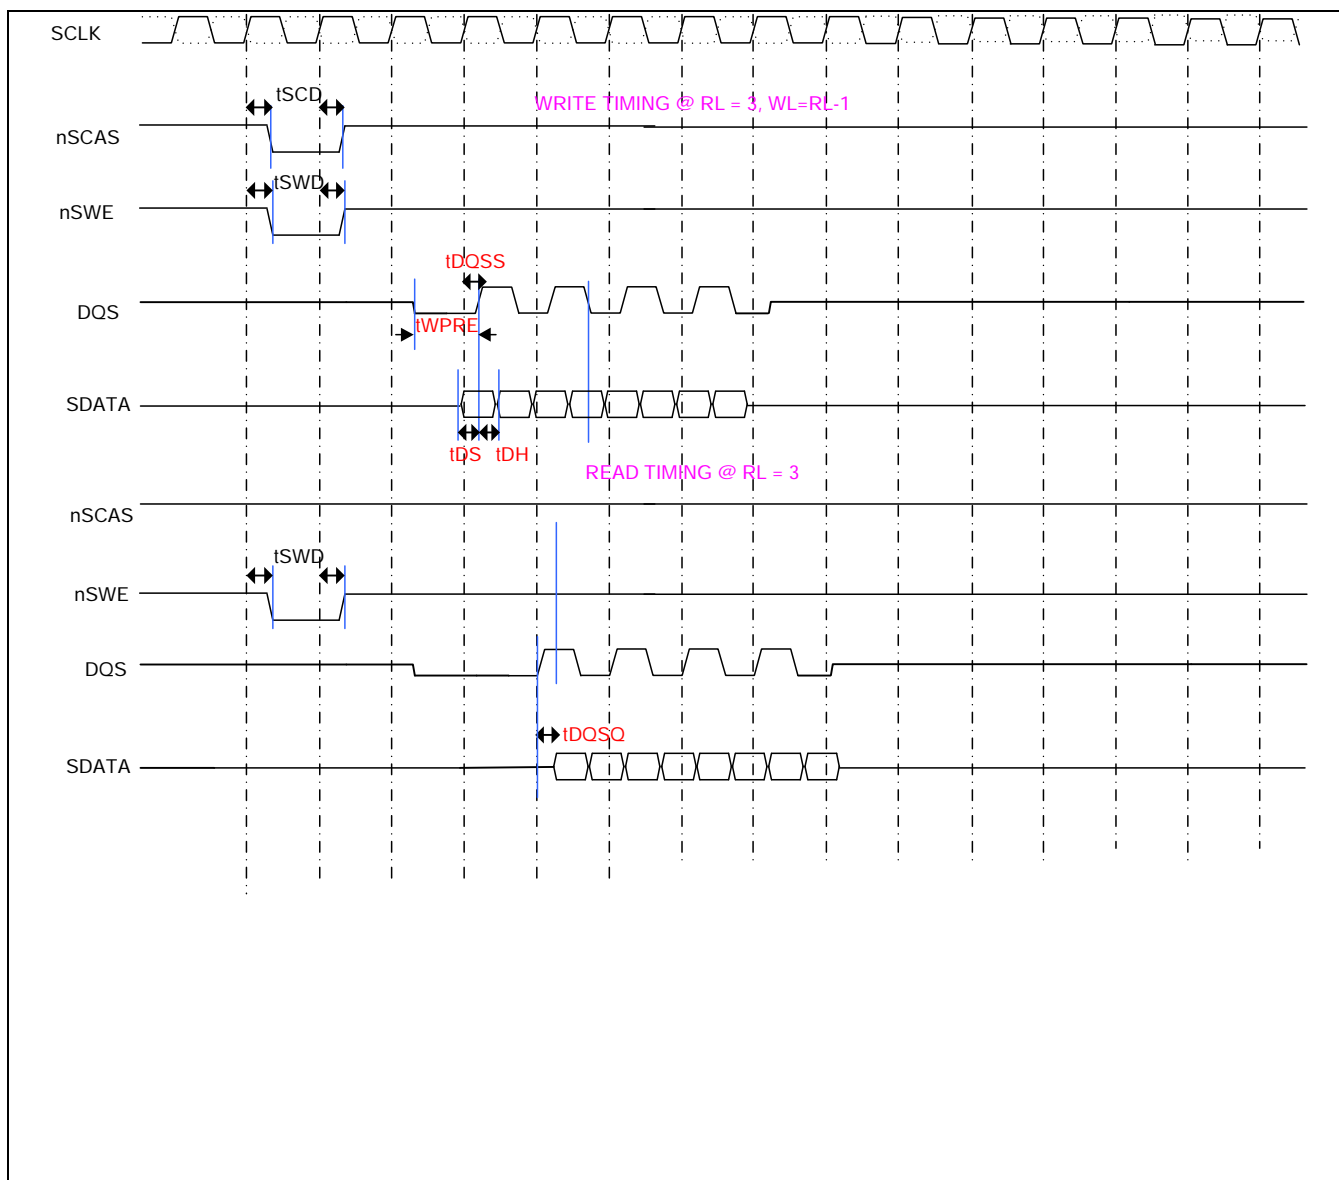 SCLK
tSCD
WRITE TIMING @ RL = 3, WL=RL-1
nSCAS
tSWD
nSWE
tDQSS
DQS
tWPRE
SDATA
tDS tDH
READ TIMING @ RL = 3
nSCAS
tSWD
nSWE
DQS
tDQSQ
SDATA